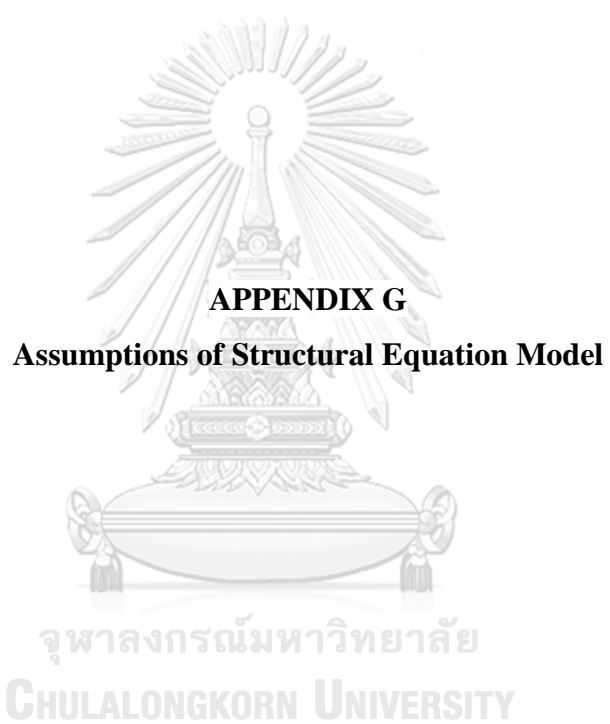 APPENDIX G
Assumptions of Structural Equation Model
จุฬาลงกรณ์มหาวิทยาลัย
CHULALONGKORN UNIVERSITY